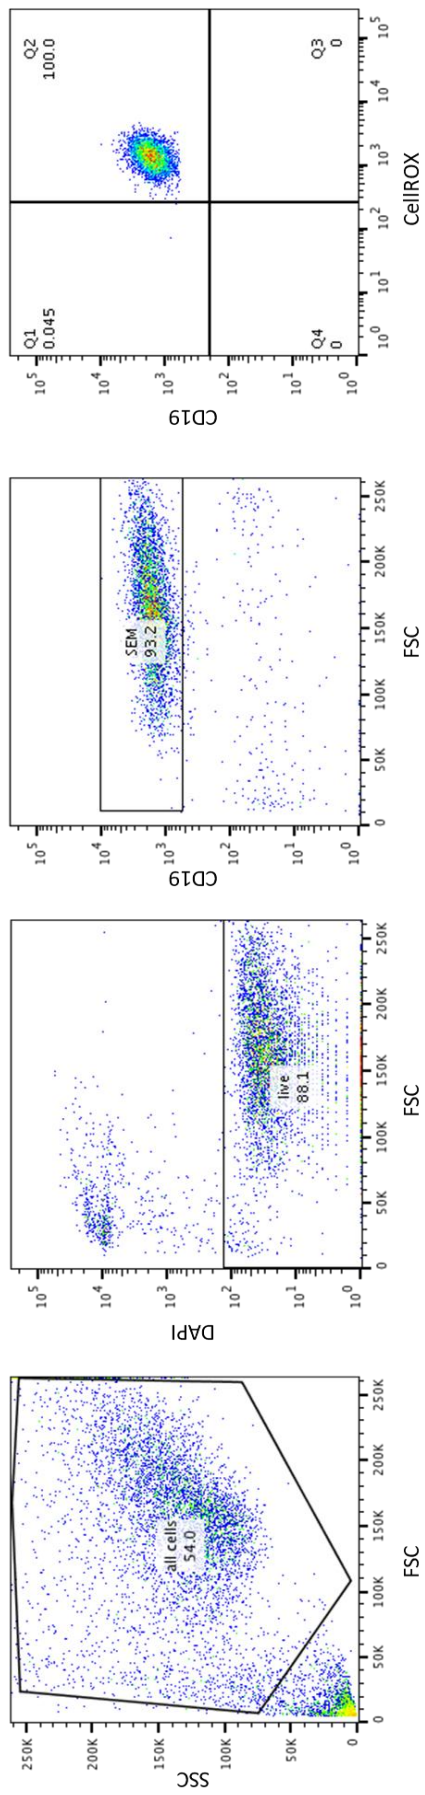 250K
200K
150K
100K
50K
0
SSC
all cells
54.0
0
50K
100K
150K
200K
250K
FSC
10^5
10^4
10^3
10^2
10^1
10^0
DAPI
live
88.1
0
50K
100K
150K
200K
250K
FSC
10^5
10^4
10^3
10^2
10^1
10^0
CD19
SEM
93.2
0
50K
100K
150K
200K
250K
FSC
10^5
10^4
10^3
10^2
10^1
10^0
CD19
Q1
0.045
Q2
100.0
Q4
0
Q3
0
10^0
10^1
10^2
10^3
10^4
10^5
CellROX